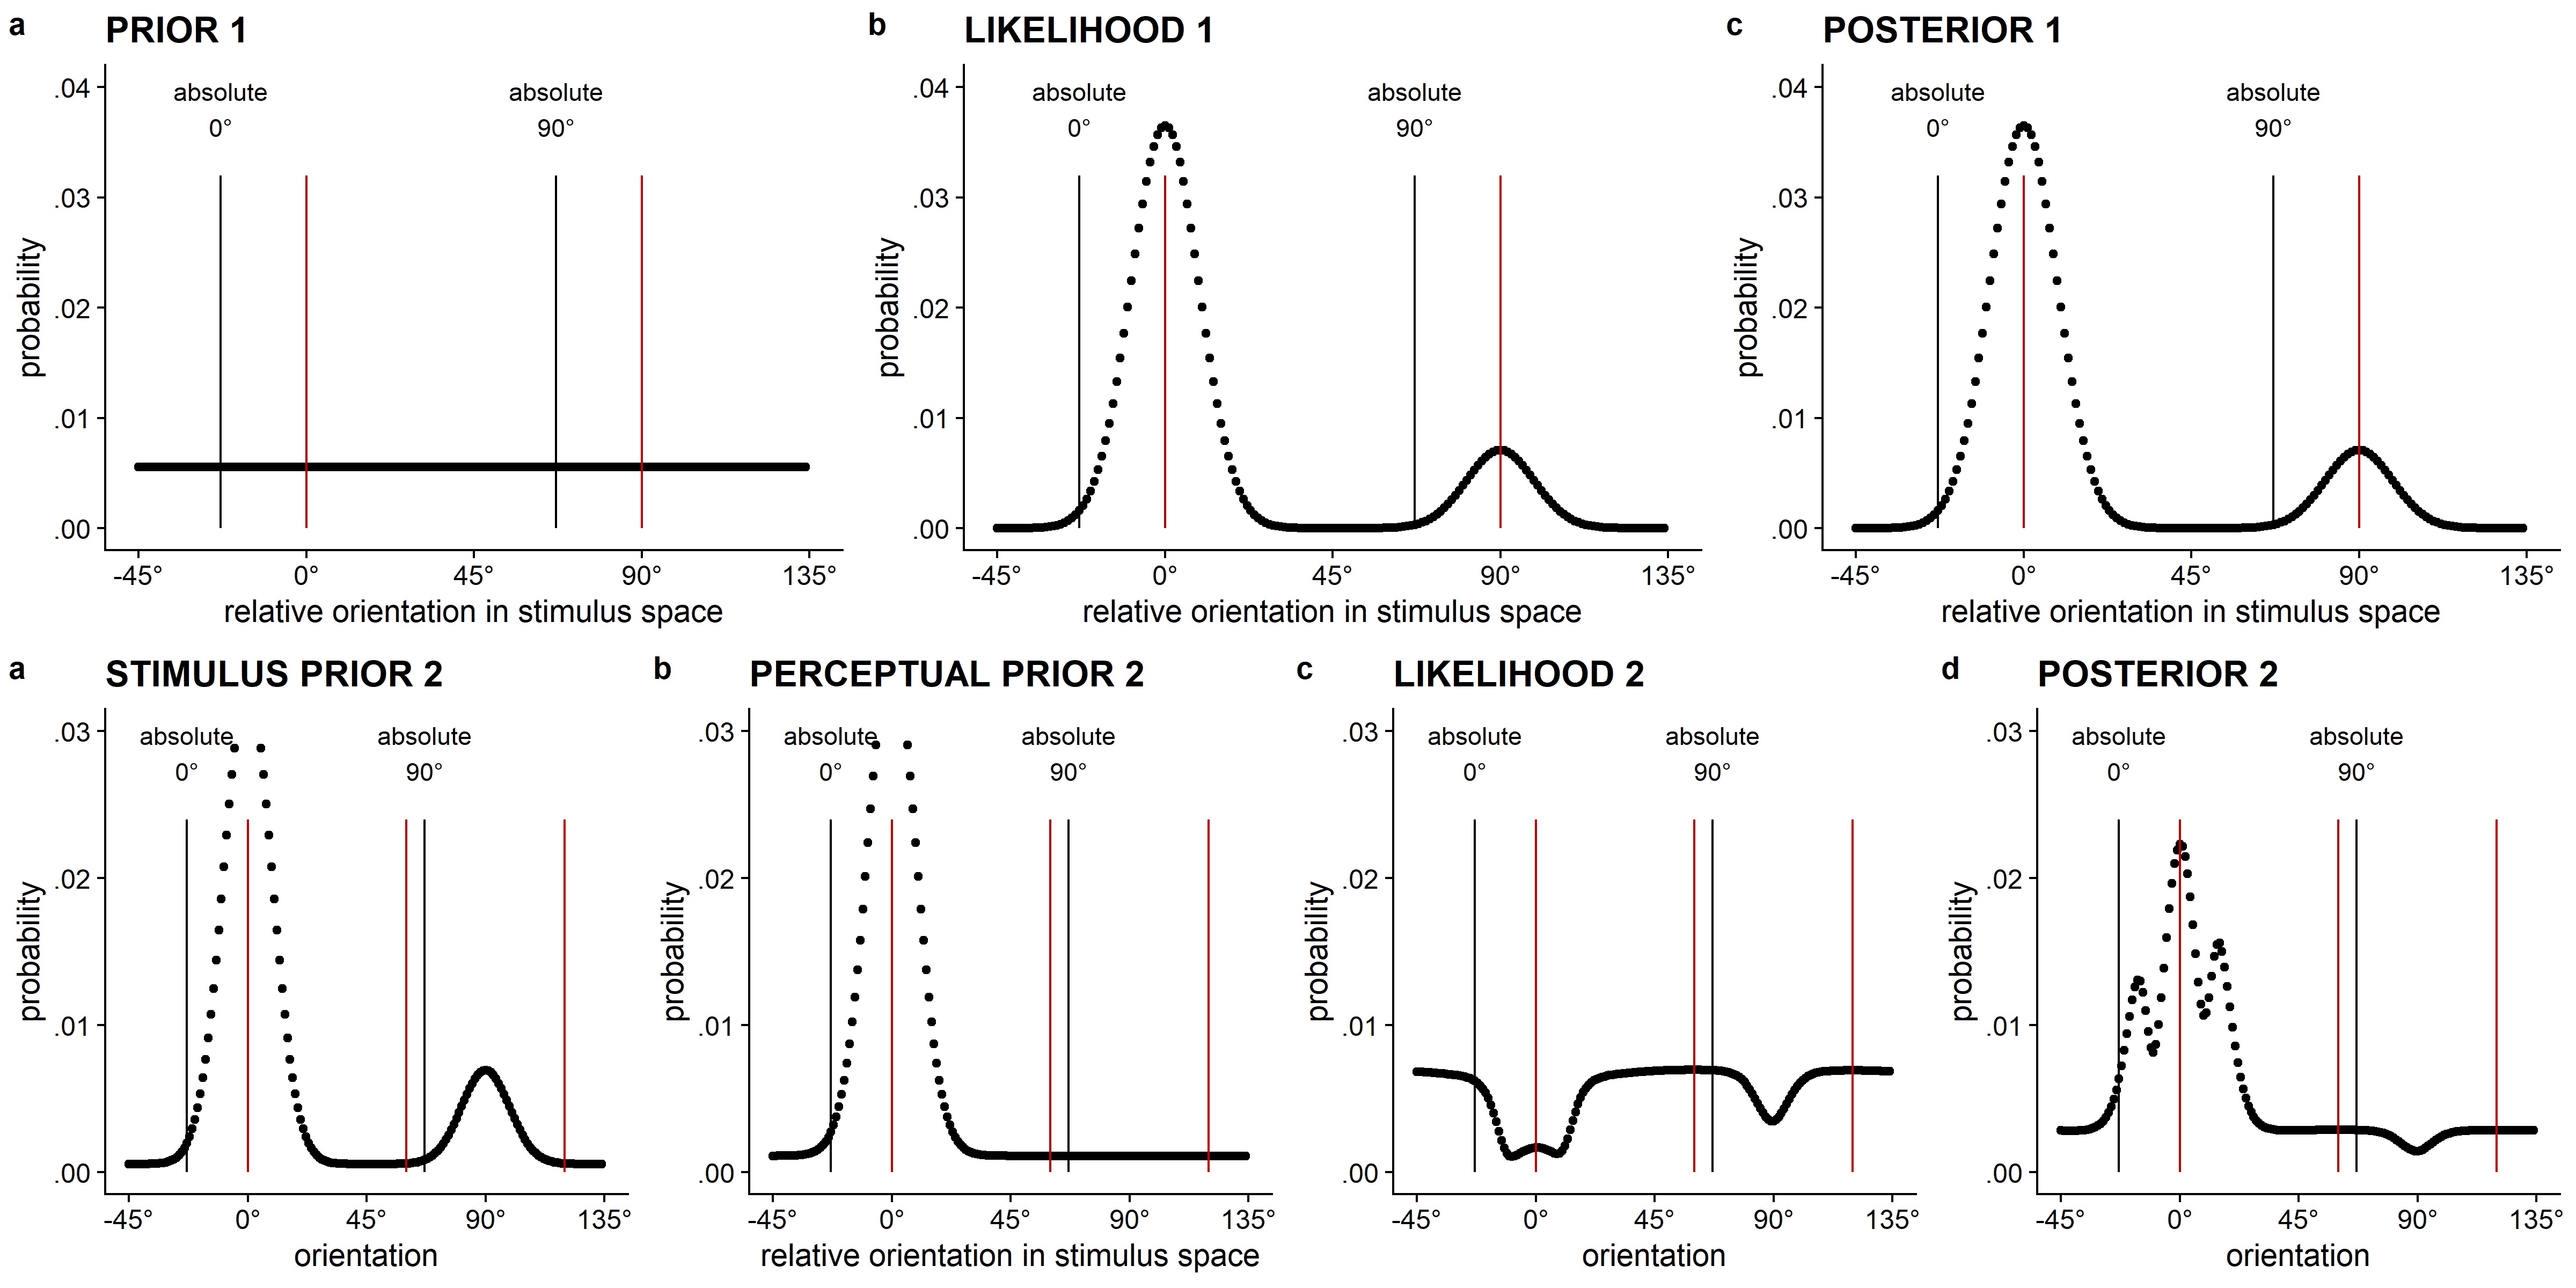 a PRIOR 1
.04
.03
.02
.01
.00
probability
absolute 0°
absolute 90°
-45° 0° 45° 90° 135°
relative orientation in stimulus space
b LIKELIHOOD 1
.04
.03
.02
.01
.00
probability
absolute 0°
absolute 90°
-45° 0° 45° 90° 135°
relative orientation in stimulus space
c POSTERIOR 1
.04
.03
.02
.01
.00
probability
absolute 0°
absolute 90°
-45° 0° 45° 90° 135°
relative orientation in stimulus space
a STIMULUS PRIOR 2
.03
.02
.01
.00
probability
absolute 0°
absolute 90°
-45° 0° 45° 90° 135°
orientation
b PERCEPTUAL PRIOR 2
.03
.02
.01
.00
probability
absolute 0°
absolute 90°
-45° 0° 45° 90° 135°
relative orientation in stimulus space
c LIKELIHOOD 2
.03
.02
.01
.00
probability
absolute 0°
absolute 90°
-45° 0° 45° 90° 135°
orientation
d POSTERIOR 2
.03
.02
.01
.00
probability
absolute 0°
absolute 90°
-45° 0° 45° 90° 135°
orientation